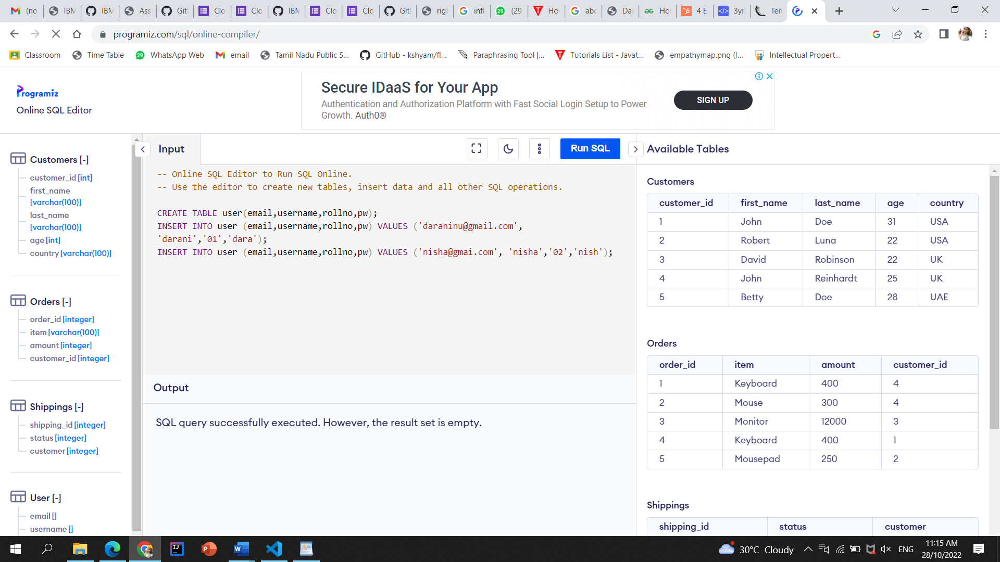 (no
IBM
IBM
Ass
Git
Clo
Clo
IBM
Clo
Clo
Git
righ
infl
(29)
Ho
abc
Dar
Ho
4 E
3yn
Ten
programiz.com/sql/online-compiler/
Classroom
Time Table
WhatsApp Web
email
Tamil Nadu Public S...
GitHub - kshyam/fl...
Paraphrasing Tool |...
Tutorials List - Javat...
empathymap.png (I...
Intellectual Propert...
Programiz
Online SQL Editor
Secure IDaaS for Your App
Authentication and Authorization Platform with Fast Social Login Setup to Power
Growth. Auth0®
SIGN UP
Customers [-]
customer_id [int]
first_name
[varchar(100)]
last_name
[varchar(100)]
age [int]
country [varchar(100)]
Orders [-]
order_id [integer]
item [varchar(100)]
amount [integer]
customer_id [integer]
Shippings [-]
shipping_id [integer]
status [integer]
customer [integer]
User [-]
email []
username []
Input
Run SQL
-- Online SQL Editor to Run SQL Online.
-- Use the editor to create new tables, insert data and all other SQL operations.
CREATE TABLE user(email,username,rollno,pw);
INSERT INTO user (email,username,rollno,pw) VALUES ('daraninu@gmail.com',
'darani','01','dara');
INSERT INTO user (email,username,rollno,pw) VALUES ('nisha@gmai.com', 'nisha','02','nish');
Output
SQL query successfully executed. However, the result set is empty.
Available Tables
Customers
customer_id first_name last_name age country
1 John Doe 31 USA
2 Robert Luna 22 USA
3 David Robinson 22 UK
4 John Reinhardt 25 UK
5 Betty Doe 28 UAE
Orders
order_id item amount customer_id
1 Keyboard 400 4
2 Mouse 300 4
3 Monitor 12000 3
4 Keyboard 400 1
5 Mousepad 250 2
Shippings
shipping_id status customer
30°C Cloudy
ENG
11:15 AM
28/10/2022